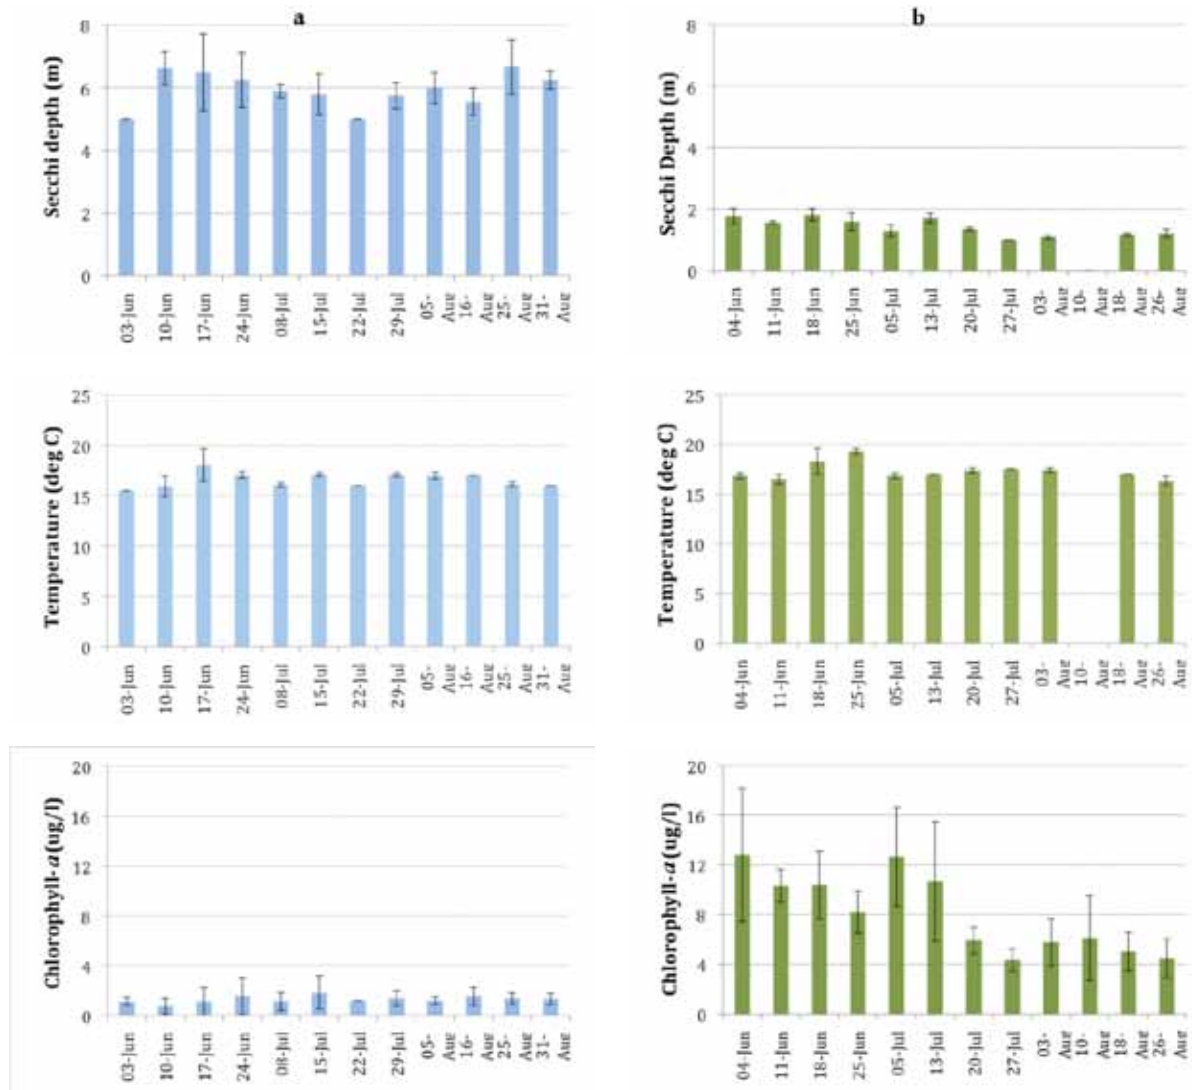 a
Secchi depth (m)
8
6
4
2
0
03-Jun
10-Jun
17-Jun
24-Jun
08-Jul
15-Jul
22-Jul
29-Jul
05-
Aug
16-
Aug
25-
Aug
31-
Aug
b
Secchi Depth (m)
8
6
4
2
0
04-Jun
11-Jun
18-Jun
25-Jun
05-Jul
13-Jul
20-Jul
27-Jul
03-
Aug
10-
Aug
18-
Aug
26-
Aug
Temperature (deg C)
25
20
15
10
5
0
03-Jun
10-Jun
17-Jun
24-Jun
08-Jul
15-Jul
22-Jul
29-Jul
05-
Aug
16-
Aug
25-
Aug
31-
Aug
Temperature (deg C)
25
20
15
10
5
0
04-Jun
11-Jun
18-Jun
25-Jun
05-Jul
13-Jul
20-Jul
27-Jul
03-
Aug
10-
Aug
18-
Aug
26-
Aug
Chlorophyll-a (ug/l)
20
16
12
8
4
0
03-Jun
10-Jun
17-Jun
24-Jun
08-Jul
15-Jul
22-Jul
29-Jul
05-
Aug
16-
Aug
25-
Aug
31-
Aug
Chlorophyll-a (ug/l)
20
16
12
8
4
0
04-Jun
11-Jun
18-Jun
25-Jun
05-Jul
13-Jul
20-Jul
27-Jul
03-
Aug
10-
Aug
18-
Aug
26-
Aug